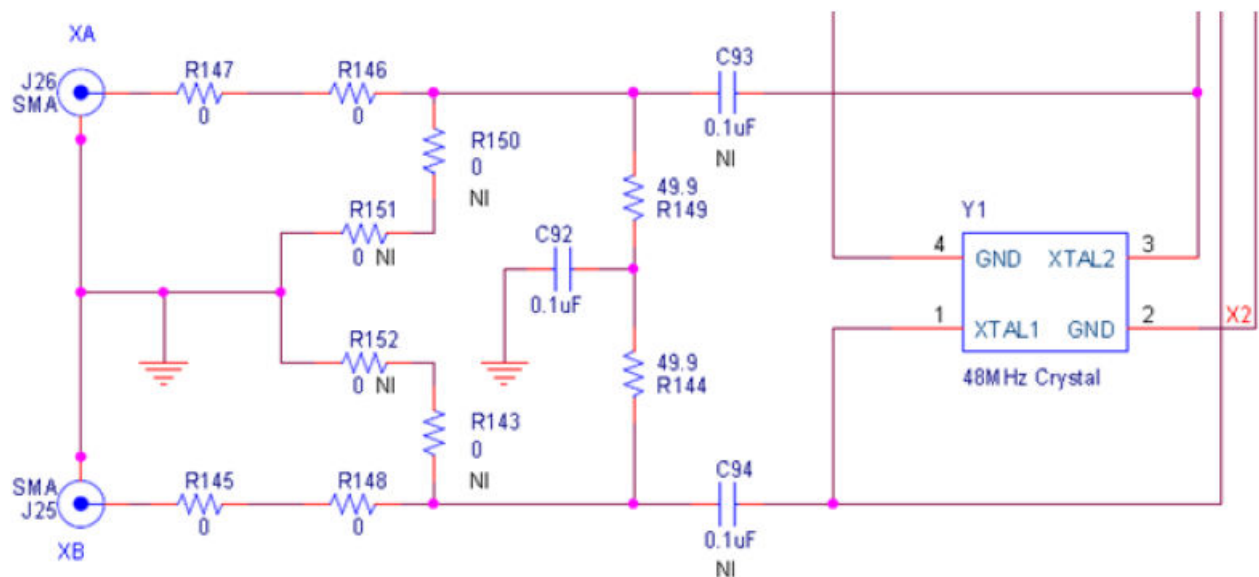 XA
J26
SMA
R147
0
R146
0
C93
0.1uF
NI
R150
0
NI
R151
0 NI
49.9
R149
C92
0.1uF
Y1
4
GND
XTAL2
3
1
XTAL1
GND
2
X2
48MHz Crystal
R152
0 NI
49.9
R144
R143
0
NI
SMA
J25
XB
R145
0
R148
0
C94
0.1uF
NI